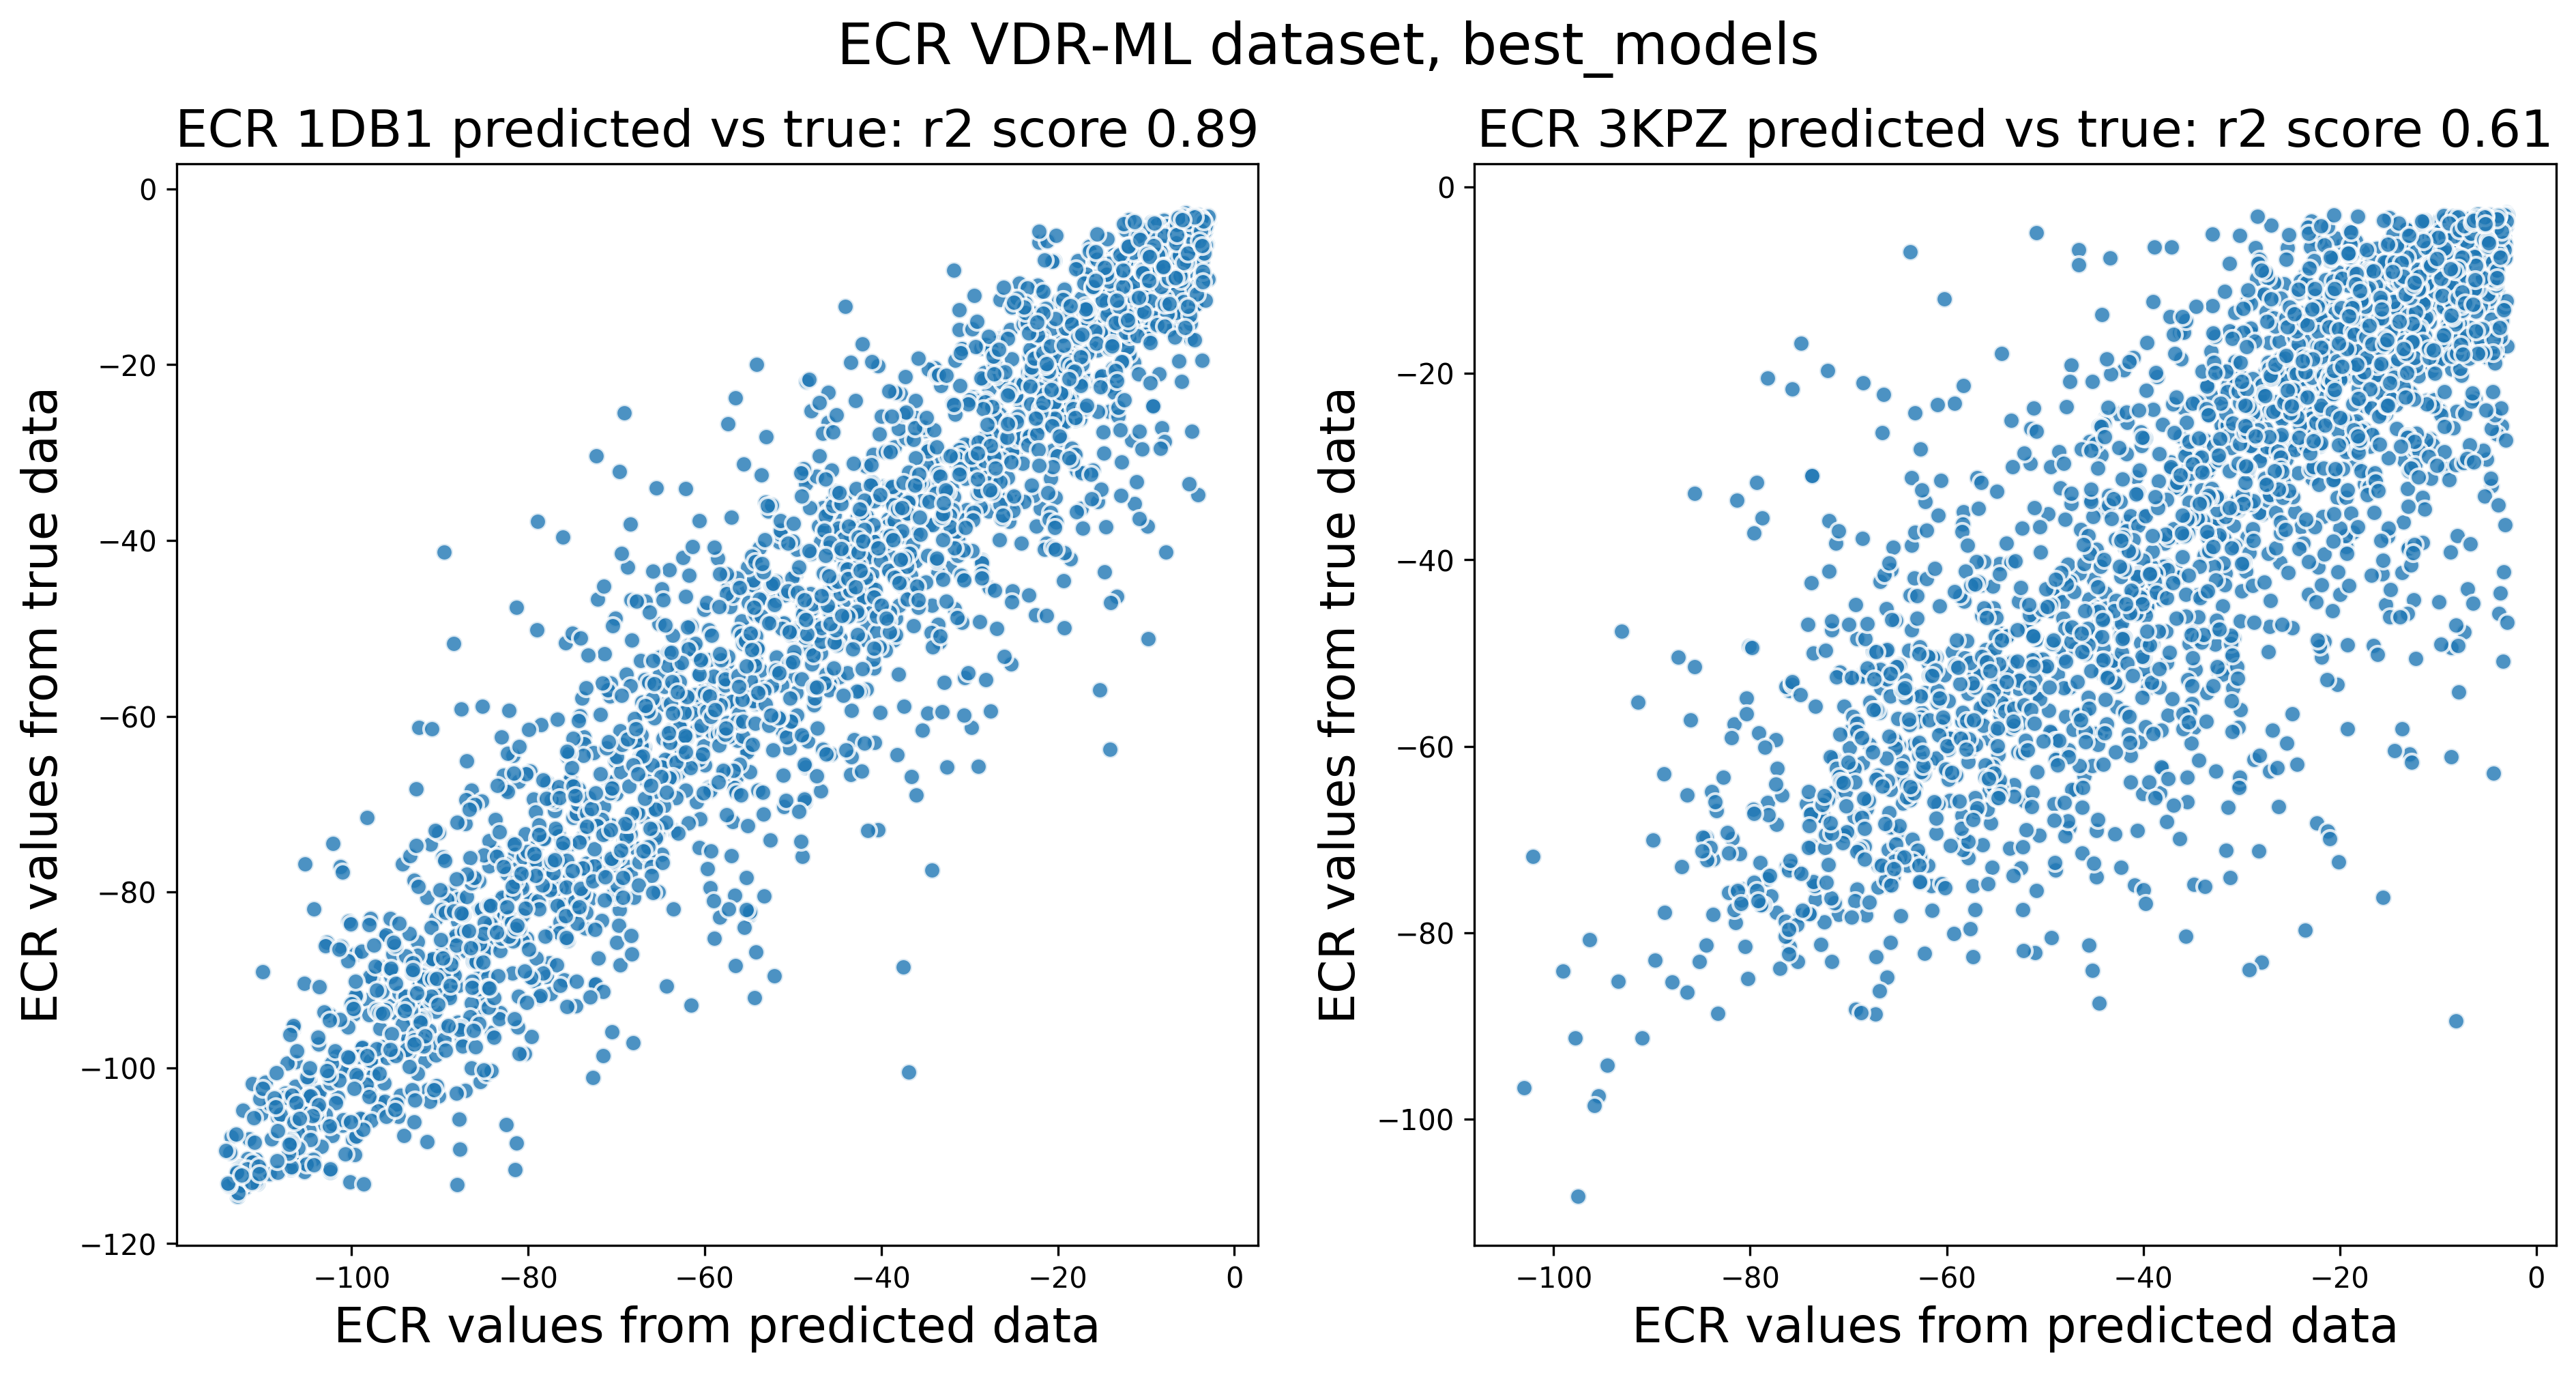 ECR VDR-ML dataset, best_models
ECR 1DB1 predicted vs true: r2 score 0.89
ECR values from true data
0
−20
−40
−60
−80
−100
−120
−100 −80 −60 −40 −20 0
ECR values from predicted data
ECR 3KPZ predicted vs true: r2 score 0.61
ECR values from true data
0
−20
−40
−60
−80
−100
−100 −80 −60 −40 −20 0
ECR values from predicted data